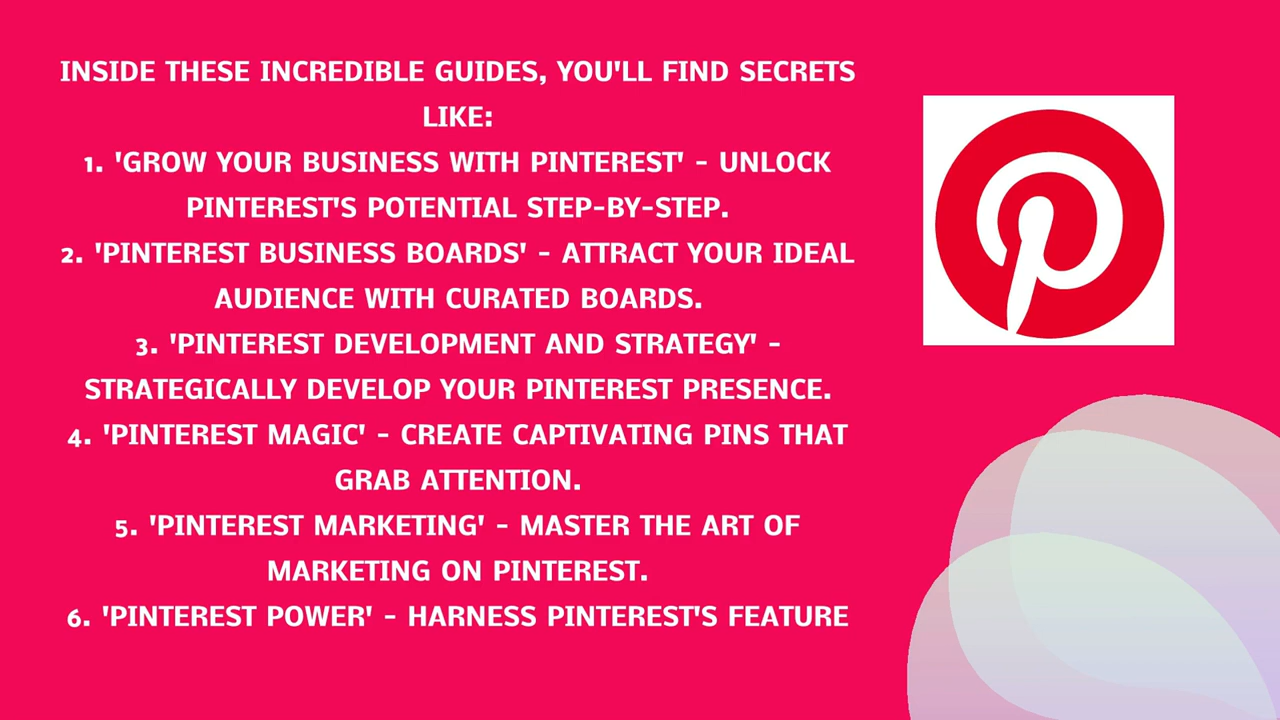 INSIDE THESE INCREDIBLE GUIDES, YOU'LL FIND SECRETS
LIKE:
1. 'GROW YOUR BUSINESS WITH PINTEREST' - UNLOCK
PINTEREST'S POTENTIAL STEP-BY-STEP.
2. 'PINTEREST BUSINESS BOARDS' - ATTRACT YOUR IDEAL
AUDIENCE WITH CURATED BOARDS.
3. 'PINTEREST DEVELOPMENT AND STRATEGY' -
STRATEGICALLY DEVELOP YOUR PINTEREST PRESENCE.
4. 'PINTEREST MAGIC' - CREATE CAPTIVATING PINS THAT
GRAB ATTENTION.
5. 'PINTEREST MARKETING' - MASTER THE ART OF
MARKETING ON PINTEREST.
6. 'PINTEREST POWER' - HARNESS PINTEREST'S FEATURE